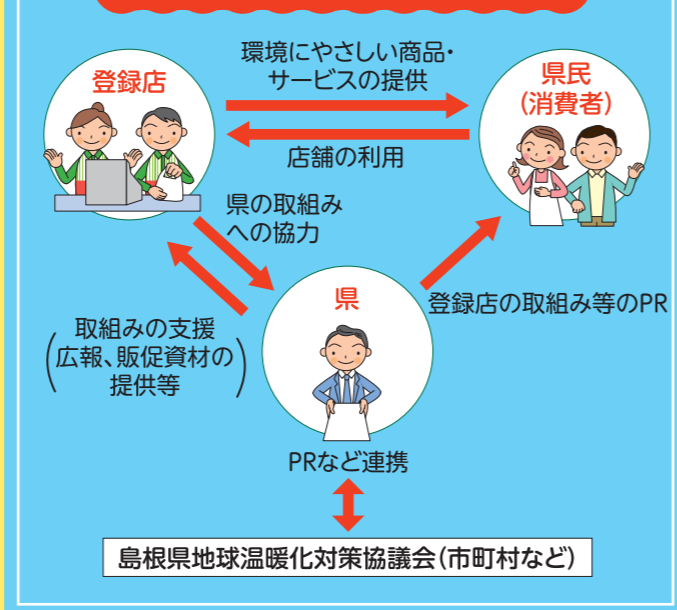 環境にやさしい商品・
サービスの提供
登録店
県民
(消費者)
店舗の利用
県の取組み
への協力
県
登録店の取組み等のPR
(取組みの支援
広報、販促資材の
提供等)
PRなど連携
島根県地球温暖化対策協議会(市町村など)